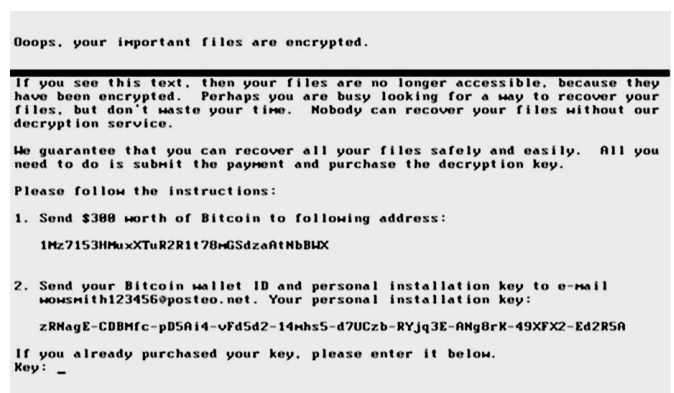 Ooops, your important files are encrypted.
If you see this text, then your files are no longer accessible, because they
have been encrypted. Perhaps you are busy looking for a way to recover your
files, but don't waste your time. Nobody can recover your files without our
decryption service.
We guarantee that you can recover all your files safely and easily. All you
need to do is submit the payment and purchase the decryption key.
Please follow the instructions:
1. Send $300 worth of Bitcoin to following address:
1Mz7153HMuxXTuR2R1t78mGSdzaAtNbBWX
2. Send your Bitcoin wallet ID and personal installation key to e-mail
wowsmith123456@posteo.net. Your personal installation key:
zRNagE-CDBMfc-pD5Ai4-vFd5d2-14mhs5-d7UCzb-RYjq3E-ANg8rK-49XFX2-Ed2R5A
If you already purchased your key, please enter it below.
Key: _